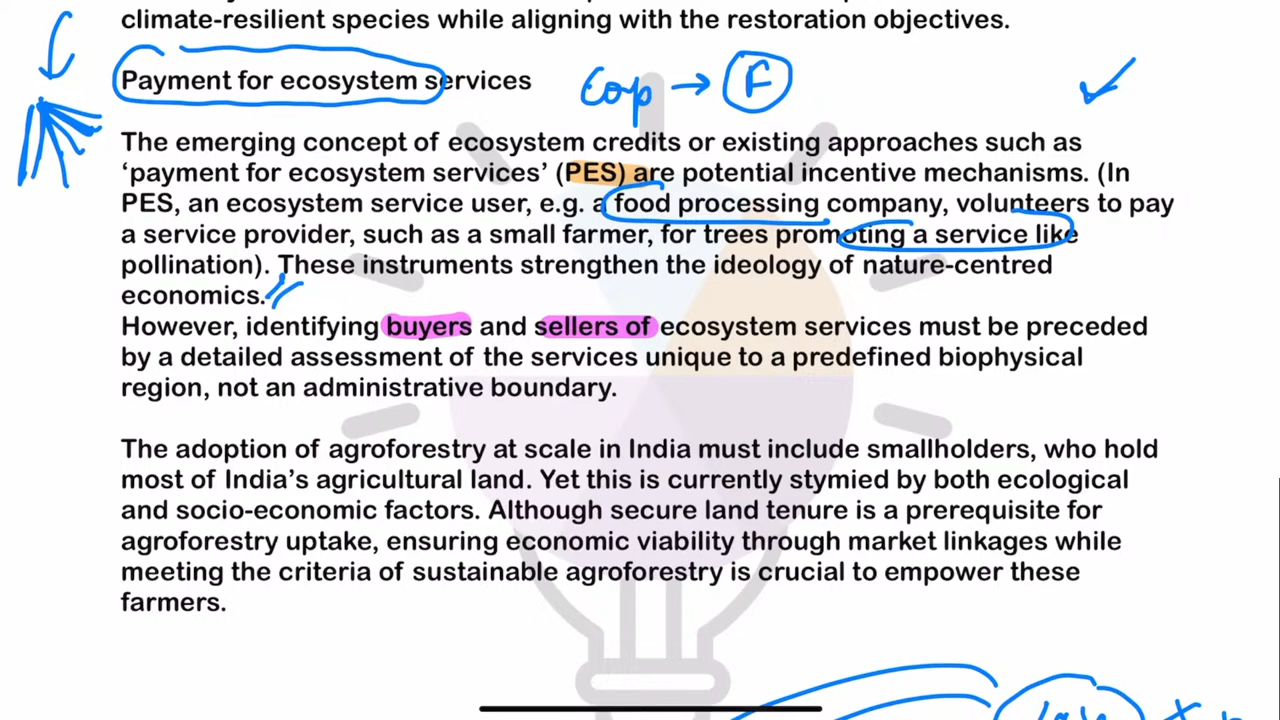 climate-resilient species while aligning with the restoration objectives.
Payment for ecosystem services
Corp → F
The emerging concept of ecosystem credits or existing approaches such as
‘payment for ecosystem services’ (PES) are potential incentive mechanisms. (In
PES, an ecosystem service user, e.g. a food processing company, volunteers to pay
a service provider, such as a small farmer, for trees promoting a service like
pollination). These instruments strengthen the ideology of nature-centred
economics.
However, identifying buyers and sellers of ecosystem services must be preceded
by a detailed assessment of the services unique to a predefined biophysical
region, not an administrative boundary.
The adoption of agroforestry at scale in India must include smallholders, who hold
most of India’s agricultural land. Yet this is currently stymied by both ecological
and socio-economic factors. Although secure land tenure is a prerequisite for
agroforestry uptake, ensuring economic viability through market linkages while
meeting the criteria of sustainable agroforestry is crucial to empower these
farmers.